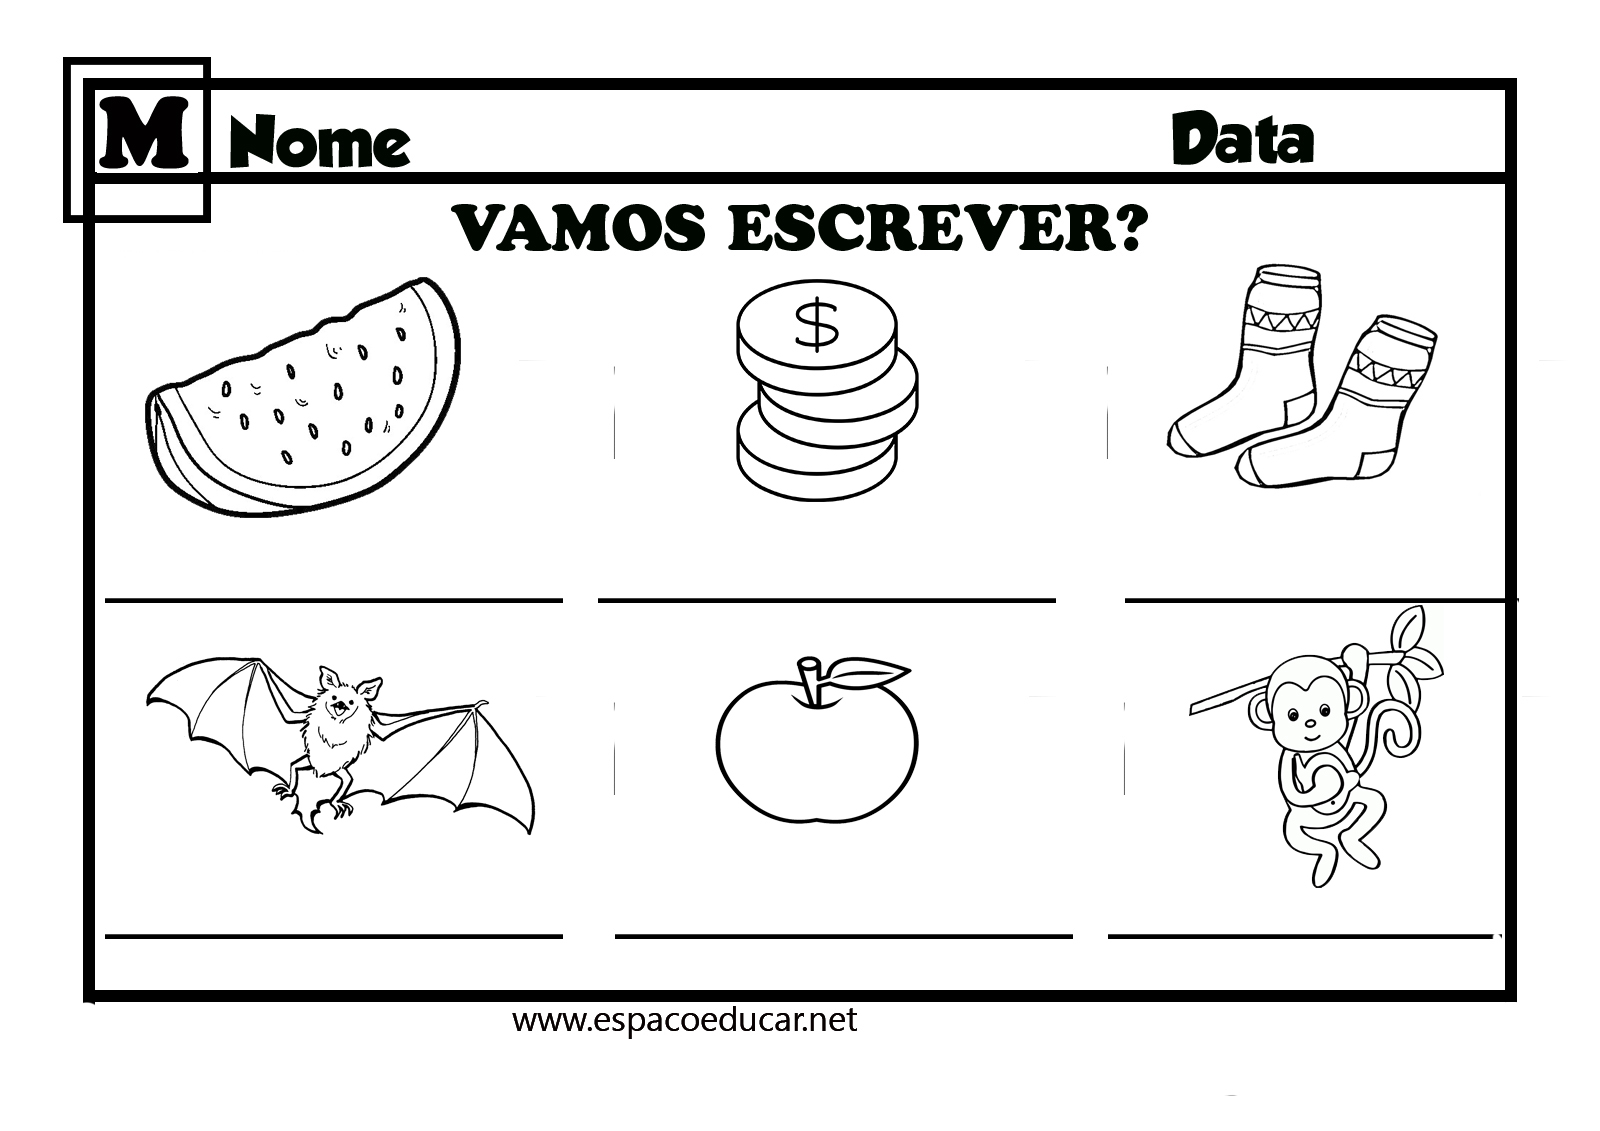 M Nome Data
VAMOS ESCREVER?
$
www.espacoeducar.net